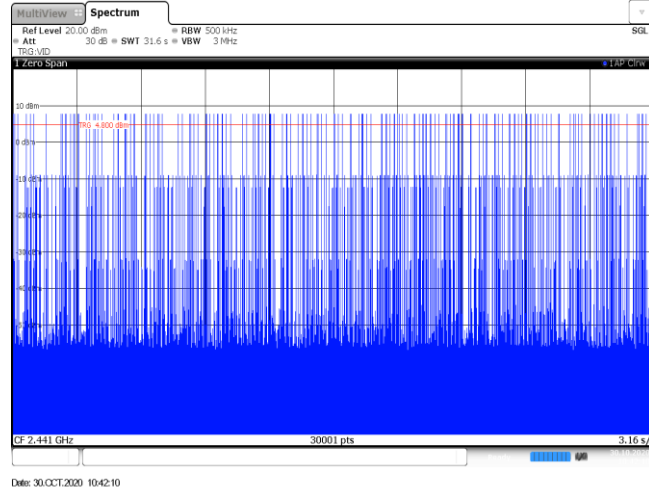 MultiView Spectrum
Ref Level 20.00 dBm RBW 500 kHz SGL
Att 30 dB SWT 31.6 s VBW 3 MHz
TRG:VID
1 Zero Span 1AP Clrw
10 dBm
TRG 4.800 dBm
0 dBm
-10 dBm
-20 dBm
-30 dBm
-40 dBm
CF 2.441 GHz 30001 pts 3.16 s/
Date: 30.OCT.2020 10:42:10